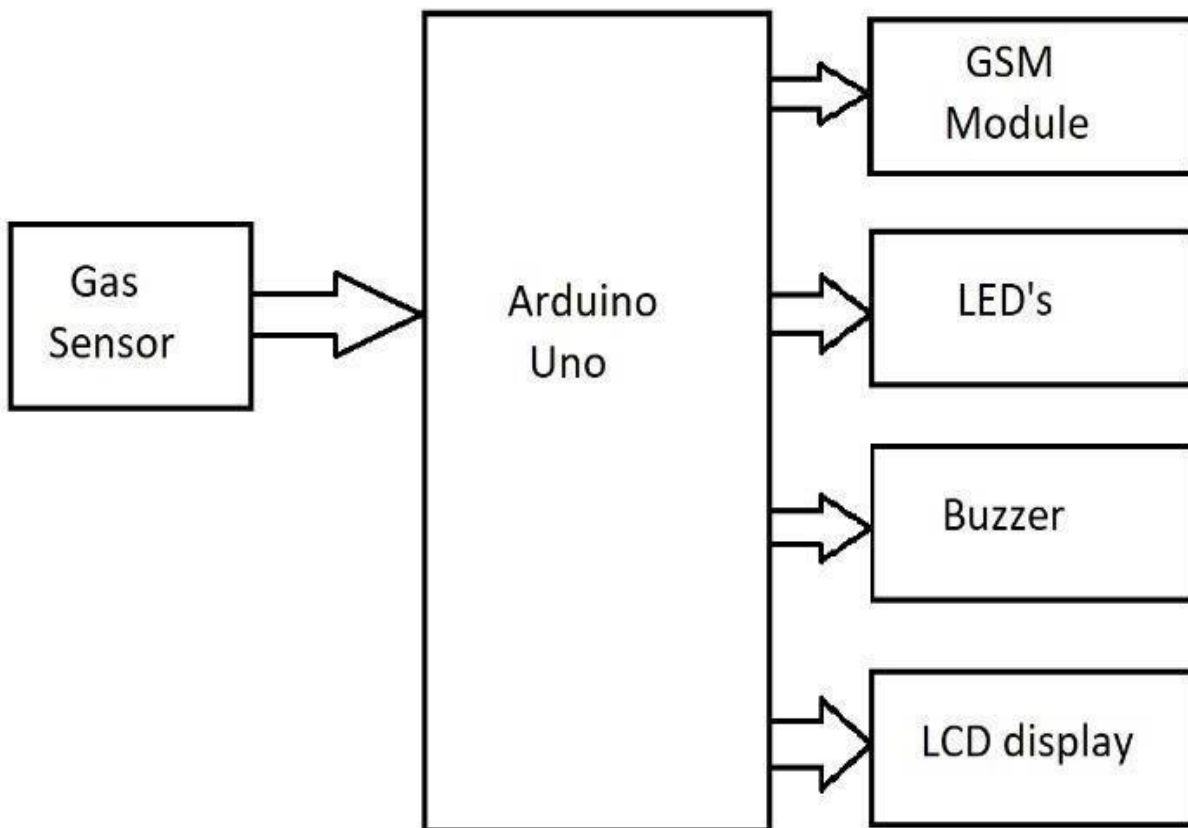 Gas
Sensor
Arduino
Uno
GSM
Module
LED's
Buzzer
LCD display